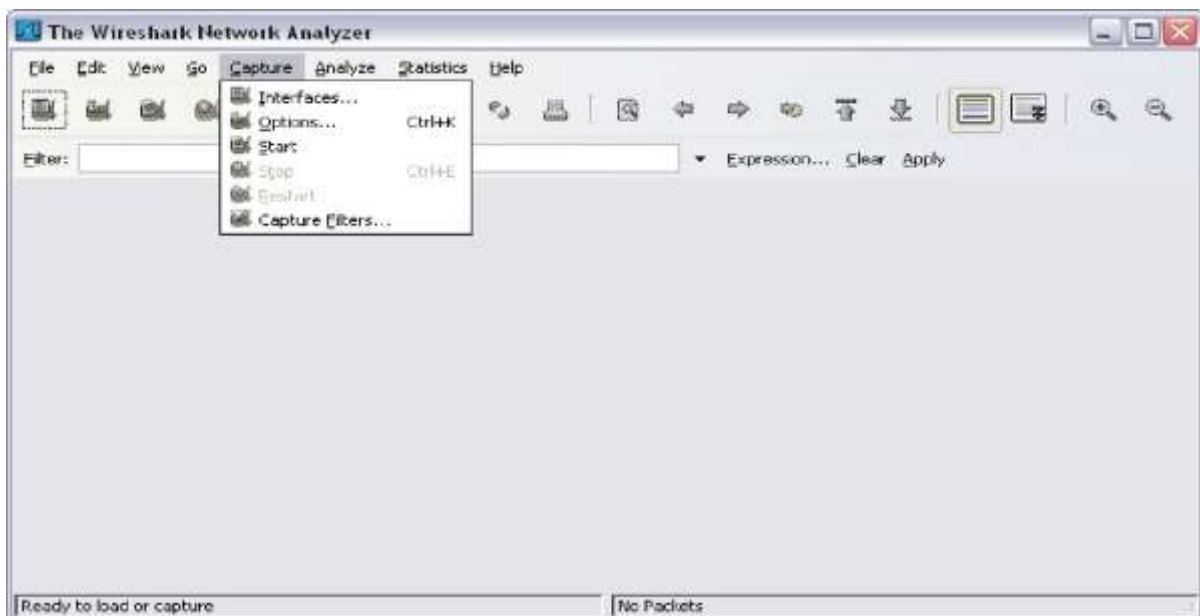 The Wireshark Network Analyzer
File Edit View Go Capture Analyze Statistics Help
Interfaces...
Options... Ctrl+K
Start
Stop Ctrl+E
Restart
Capture Filters...
Filter: Expression... Clear Apply
Ready to load or capture No Packets